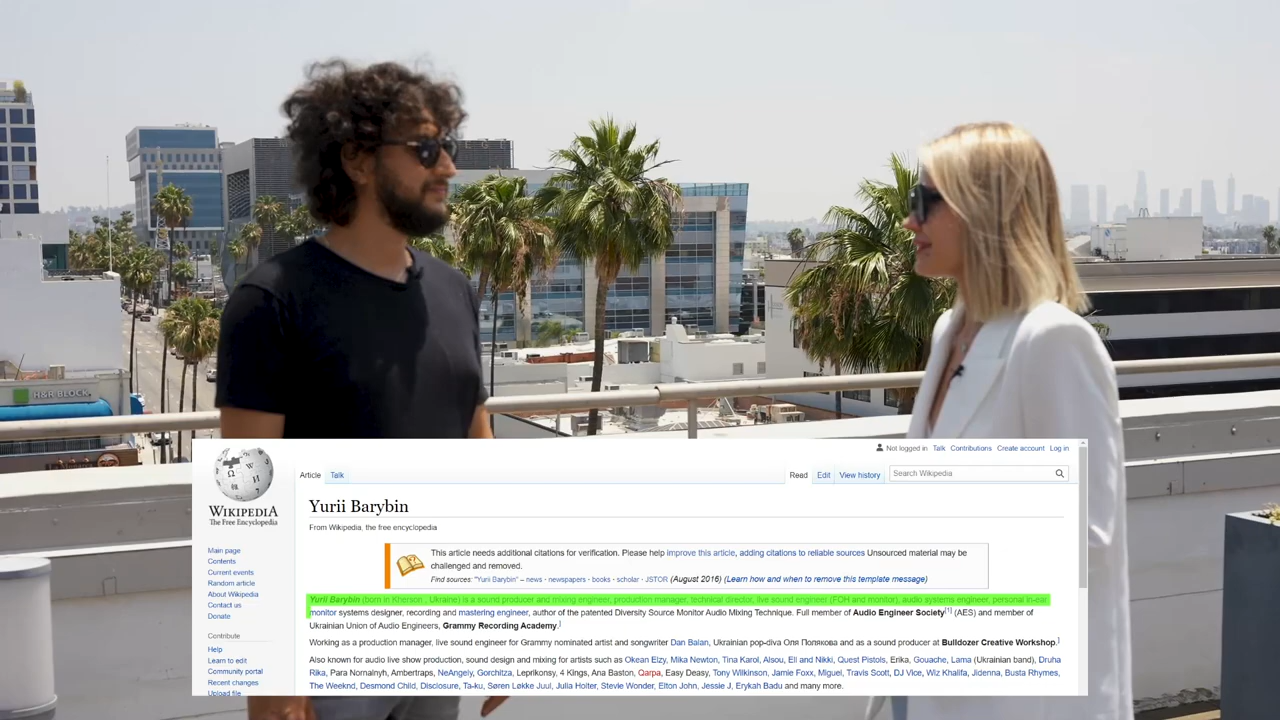 H&R BLOCK
Not logged in Talk Contributions Create account Log in
Article Talk Read Edit View history Search Wikipedia
WIKIPEDIA
The Free Encyclopedia
Yurii Barybin
From Wikipedia, the free encyclopedia
Main page
Contents
Current events
Random article
About Wikipedia
Contact us
Donate
Contribute
Help
Learn to edit
Community portal
Recent changes
Upload file
This article needs additional citations for verification. Please help improve this article, adding citations to reliable sources Unsourced material may be
challenged and removed.
Find sources: "Yurii Barybin" – news · newspapers · books · scholar · JSTOR (August 2016) (Learn how and when to remove this template message)
Yurii Barybin (born in Kherson , Ukraine) is a sound producer and mixing engineer, production manager, technical director, live sound engineer (FOH and monitor), audio systems engineer, personal in-ear
monitor systems designer, recording and mastering engineer, author of the patented Diversity Source Monitor Audio Mixing Technique. Full member of Audio Engineer Society[1] (AES) and member of
Ukrainian Union of Audio Engineers, Grammy Recording Academy.]
Working as a production manager, live sound engineer for Grammy nominated artist and songwriter Dan Balan, Ukrainian pop-diva Оля Полякова and as a sound producer at Bulldozer Creative Workshop.]
Also known for audio live show production, sound design and mixing for artists such as Okean Elzy, Mika Newton, Tina Karol, Alsou, Ell and Nikki, Quest Pistols, Erika, Gouache, Lama (Ukrainian band), Druha
Rika, Para Nornalnyh, Ambertraps, NeAngely, Gorchitza, Leprikonsy, 4 Kings, Ana Baston, Qarpa, Easy Deasy, Tony Wilkinson, Jamie Foxx, Miguel, Travis Scott, DJ Vice, Wiz Khalifa, Jidenna, Busta Rhymes,
The Weeknd, Desmond Child, Disclosure, Ta-ku, Søren Løkke Juul, Julia Holter, Stevie Wonder, Elton John, Jessie J, Erykah Badu and many more.